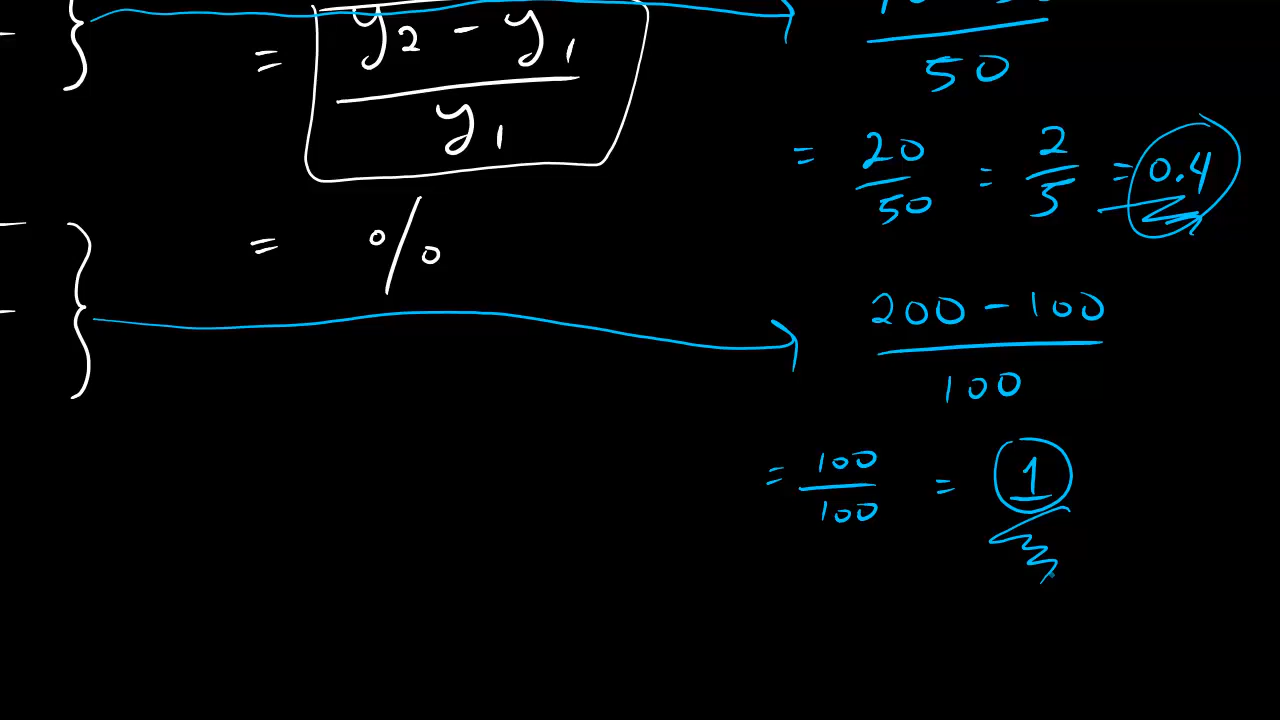 = y₂ - y₁ / y₁
= %
50
= 20/50 = 2/5 = 0.4
200 - 100 / 100
= 100/100 = 1